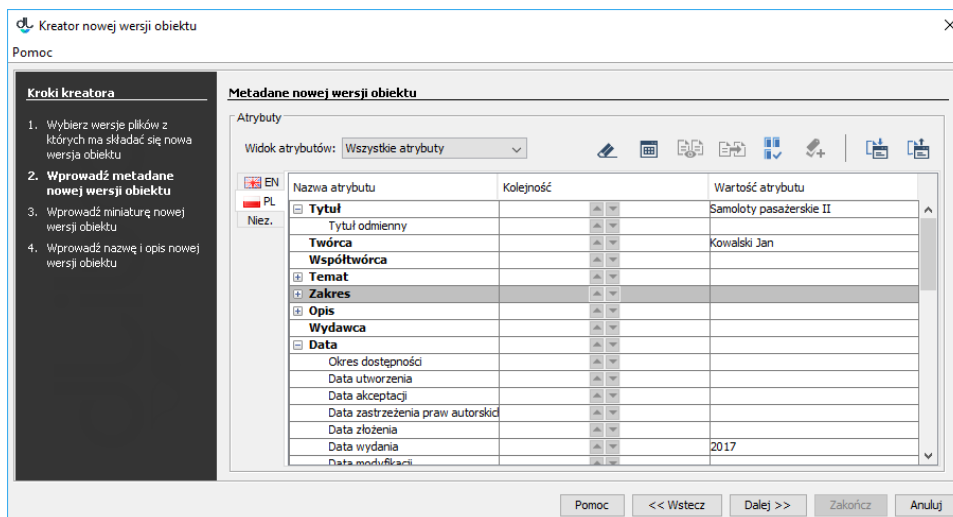 dL Kreator nowej wersji obiektu
Pomoc
Kroki kreatora
1. Wybierz wersje plików z
których ma składać się nowa
wersja obiektu
2. Wprowadź metadane
nowej wersji obiektu
3. Wprowadź miniaturę nowej
wersji obiektu
4. Wprowadź nazwę i opis nowej
wersji obiektu
Metadane nowej wersji obiektu
Atrybuty
Widok atrybutów: Wszystkie atrybuty
EN
PL
Niez.
Nazwa atrybutu Kolejność Wartość atrybutu
Tytuł Samoloty pasażerskie II
Tytuł odmienny
Twórca Kowalski Jan
Współtwórca
Temat
Zakres
Opis
Wydawca
Data
Okres dostępności
Data utworzenia
Data akceptacji
Data zastrzeżenia praw autorskich
Data złożenia
Data wydania 2017
Data modyfikacji
Pomoc << Wstecz Dalej >> Zakończ Anuluj